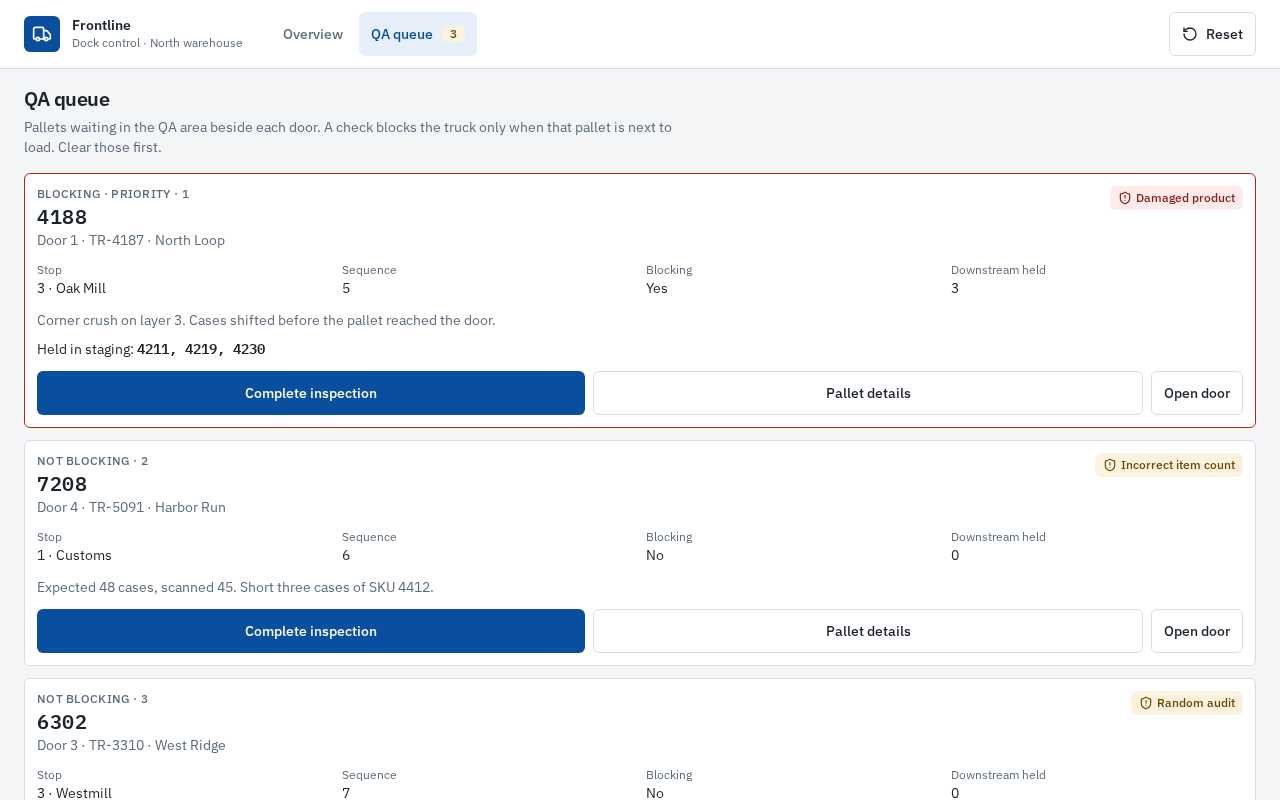 Frontline
Dock control · North warehouse
Overview
QA queue 3
Reset
QA queue
Pallets waiting in the QA area beside each door. A check blocks the truck only when that pallet is next to
load. Clear those first.
BLOCKING · PRIORITY · 1
Damaged product
4188
Door 1 · TR-4187 · North Loop
Stop Sequence Blocking Downstream held
3 · Oak Mill 5 Yes 3
Corner crush on layer 3. Cases shifted before the pallet reached the door.
Held in staging: 4211, 4219, 4230
Complete inspection Pallet details Open door
NOT BLOCKING · 2
Incorrect item count
7208
Door 4 · TR-5091 · Harbor Run
Stop Sequence Blocking Downstream held
1 · Customs 6 No 0
Expected 48 cases, scanned 45. Short three cases of SKU 4412.
Complete inspection Pallet details Open door
NOT BLOCKING · 3
Random audit
6302
Door 3 · TR-3310 · West Ridge
Stop Sequence Blocking Downstream held
3 · Westmill 7 No 0